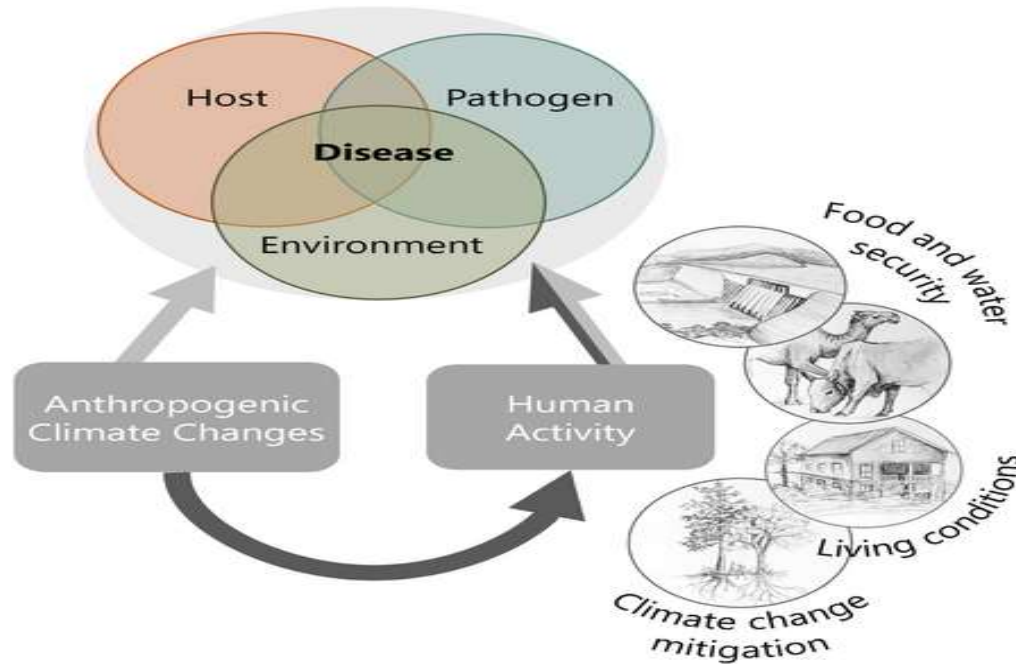 Host
Pathogen
Disease
Environment
Food and water
security
Anthropogenic
Climate Changes
Human
Activity
Living conditions
Climate change
mitigation